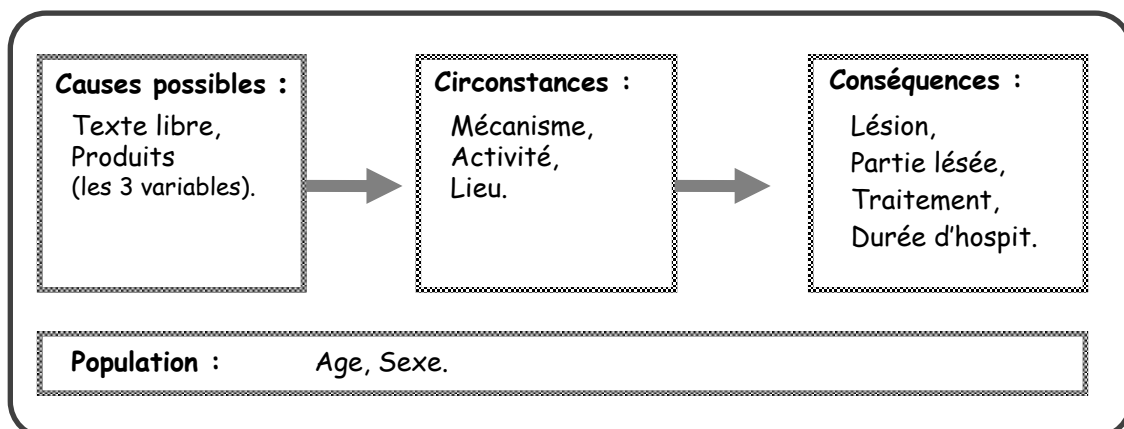 Causes possibles :
Texte libre,
Produits
(les 3 variables).
Circonstances :
Mécanisme,
Activité,
Lieu.
Conséquences :
Lésion,
Partie lésée,
Traitement,
Durée d'hospit.
Population : Age, Sexe.